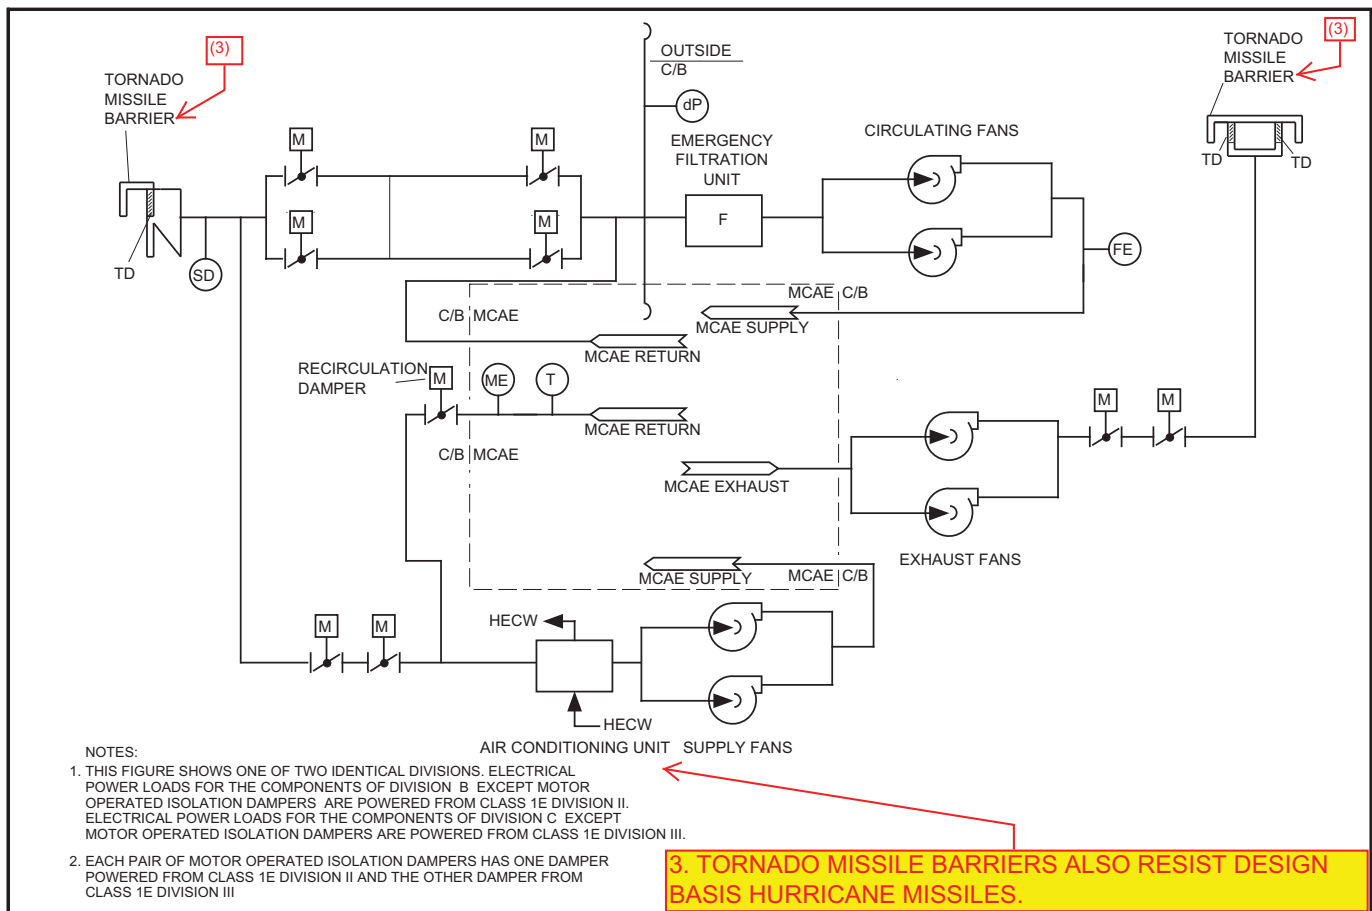 (3)
TORNADO
MISSILE
BARRIER
TD
SD
M
M
M
M
OUTSIDE
C/B
dP
EMERGENCY
FILTRATION
UNIT
F
CIRCULATING FANS
FE
(3)
TORNADO
MISSILE
BARRIER
TD
TD
MCAE C/B
MCAE SUPPLY
C/B MCAE
MCAE RETURN
RECIRCULATION
DAMPER
M
ME
T
MCAE RETURN
C/B MCAE
MCAE EXHAUST
M
M
EXHAUST FANS
MCAE SUPPLY
MCAE C/B
M
M
HECW
HECW
AIR CONDITIONING UNIT SUPPLY FANS
NOTES:
1. THIS FIGURE SHOWS ONE OF TWO IDENTICAL DIVISIONS. ELECTRICAL
POWER LOADS FOR THE COMPONENTS OF DIVISION B EXCEPT MOTOR
OPERATED ISOLATION DAMPERS ARE POWERED FROM CLASS 1E DIVISION II.
ELECTRICAL POWER LOADS FOR THE COMPONENTS OF DIVISION C EXCEPT
MOTOR OPERATED ISOLATION DAMPERS ARE POWERED FROM CLASS 1E DIVISION III.
2. EACH PAIR OF MOTOR OPERATED ISOLATION DAMPERS HAS ONE DAMPER
POWERED FROM CLASS 1E DIVISION II AND THE OTHER DAMPER FROM
CLASS 1E DIVISION III
3. TORNADO MISSILE BARRIERS ALSO RESIST DESIGN
BASIS HURRICANE MISSILES.